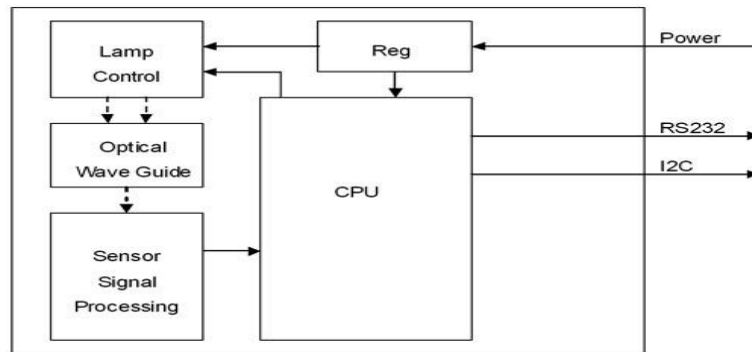 Lamp
Control
Reg
Power
Optical
Wave Guide
CPU
RS232
I2C
Sensor
Signal
Processing